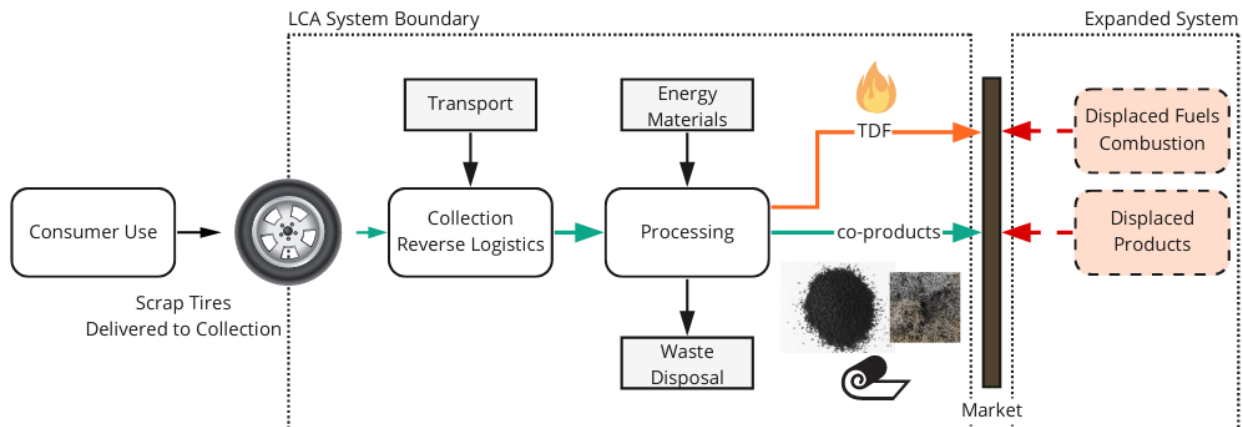 LCA System Boundary
Expanded System
Transport
Energy
Materials
TDF
Displaced Fuels
Combustion
Consumer Use
Collection
Reverse Logistics
Processing
co-products
Displaced
Products
Scrap Tires
Delivered to Collection
Waste
Disposal
Market